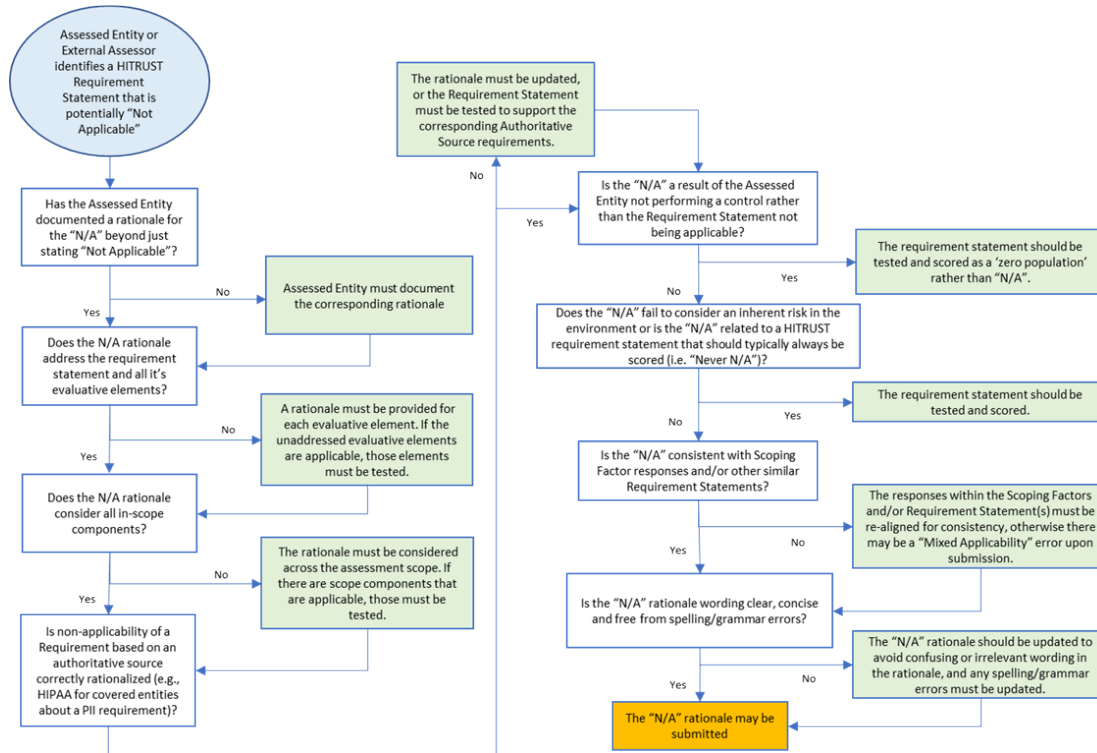 Assessed Entity or
External Assessor
identifies a HITRUST
Requirement
Statement that is
potentially “Not
Applicable”
Has the Assessed Entity
documented a rationale for
the “N/A” beyond just
stating “Not Applicable”?
No
Assessed Entity must document
the corresponding rationale
Yes
Does the N/A rationale
address the requirement
statement and all it’s
evaluative elements?
No
A rationale must be provided for
each evaluative element. If the
unaddressed evaluative elements
are applicable, those elements
must be tested.
Yes
Does the N/A rationale
consider all in-scope
components?
No
The rationale must be considered
across the assessment scope. If
there are scope components that
are applicable, those must be
tested.
Yes
Is non-applicability of a
Requirement based on an
authoritative source
correctly rationalized (e.g.,
HIPAA for covered entities
about a PII requirement)?
The rationale must be updated,
or the Requirement Statement
must be tested to support the
corresponding Authoritative
Source requirements.
No
Yes
Is the “N/A” a result of the Assessed
Entity not performing a control rather
than the Requirement Statement not
being applicable?
Yes
The requirement statement should be
tested and scored as a ‘zero population’
rather than “N/A”.
No
Does the “N/A” fail to consider an inherent risk in the
environment or is the “N/A” related to a HITRUST
requirement statement that should typically always be
scored (i.e. “Never N/A”)?
Yes
The requirement statement should be
tested and scored.
No
Is the “N/A” consistent with Scoping
Factor responses and/or other similar
Requirement Statements?
No
The responses within the Scoping Factors
and/or Requirement Statement(s) must be
re-aligned for consistency, otherwise there
may be a “Mixed Applicability” error upon
submission.
Yes
Is the “N/A” rationale wording clear, concise
and free from spelling/grammar errors?
No
The “N/A” rationale should be updated to
avoid confusing or irrelevant wording in
the rationale, and any spelling/grammar
errors must be updated.
Yes
The “N/A” rationale may be
submitted